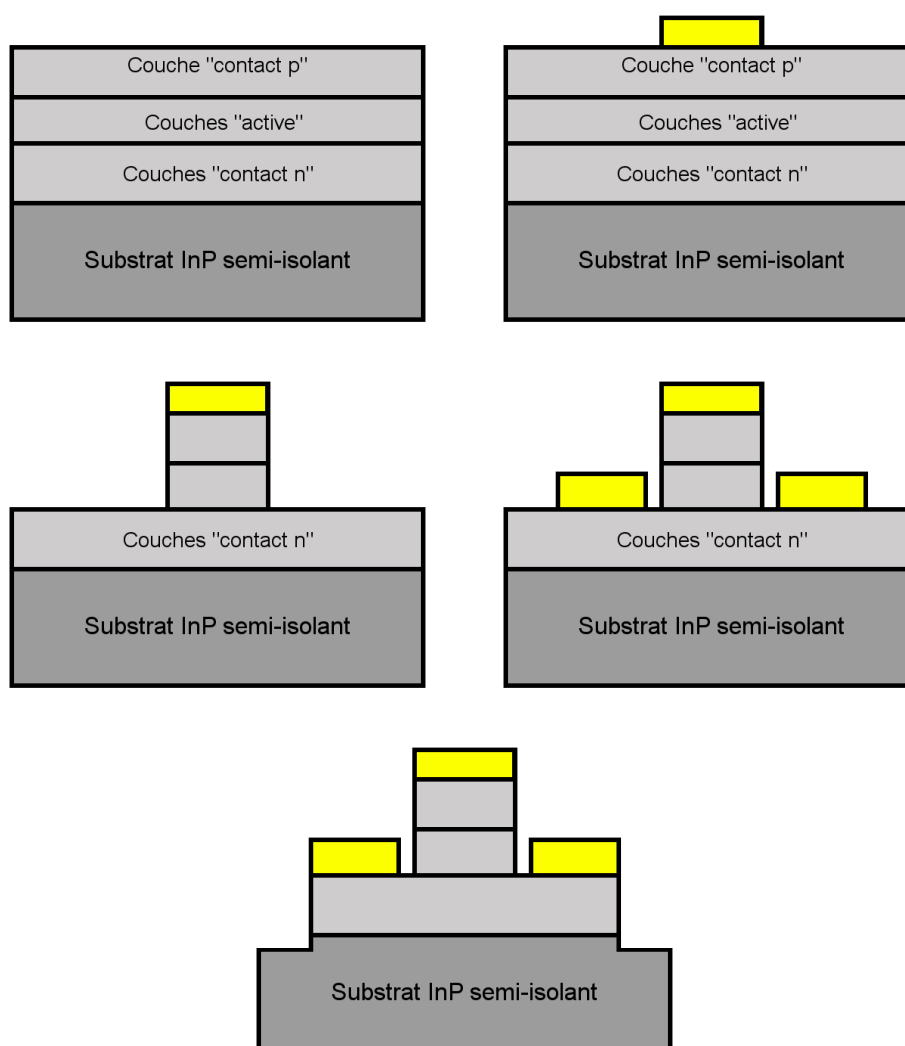 Couche "contact p"
Couches "active"
Couches "contact n"
Substrat InP semi-isolant
Couche "contact p"
Couches "active"
Couches "contact n"
Substrat InP semi-isolant
Couches "contact n"
Substrat InP semi-isolant
Couches "contact n"
Substrat InP semi-isolant
Substrat InP semi-isolant